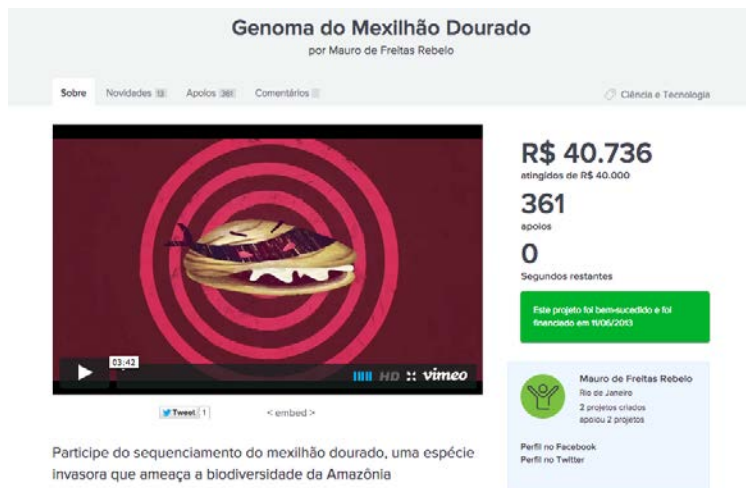 Genoma do Mexilhão Dourado
por Mauro de Freitas Rebelo
Sobre Novidades 13 Apoios 361 Comentários
Ciência e Tecnologia
R$ 40.736
atingidos de R$ 40.000
361
apoios
0
Segundos restantes
Este projeto foi bem-sucedido e foi
financiado em 11/06/2013
03:42
HD vimeo
Tweet 1
< embed >
Mauro de Freitas Rebelo
Rio de Janeiro
2 projetos criados
apoiou 2 projetos
Perfil no Facebook
Perfil no Twitter
Participe do sequenciamento do mexilhão dourado, uma espécie
invasora que ameaça a biodiversidade da Amazônia